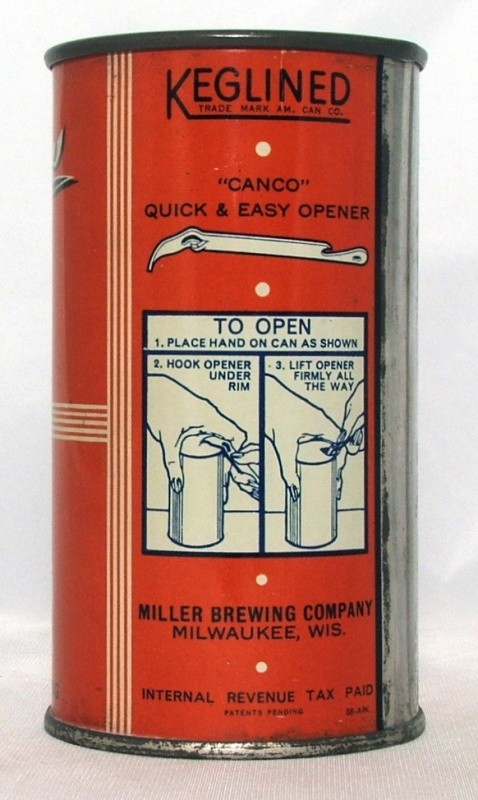 KEGLINED
TRADE MARK AM. CAN CO.
"CANCO"
QUICK & EASY OPENER
TO OPEN
1. PLACE HAND ON CAN AS SHOWN
2. HOOK OPENER
UNDER
RIM
3. LIFT OPENER
FIRMLY ALL
THE WAY
MILLER BREWING COMPANY
MILWAUKEE, WIS.
INTERNAL REVENUE TAX PAID
PATENTS PENDING